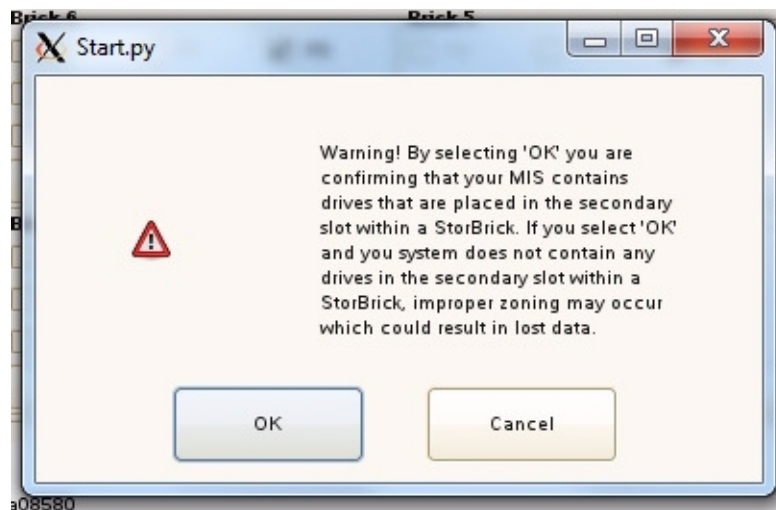 Brick 6 Brick 5
Start.py
Warning! By selecting 'OK' you are
confirming that your MIS contains
drives that are placed in the secondary
slot within a StorBrick. If you select 'OK'
and you system does not contain any
drives in the secondary slot within a
StorBrick, improper zoning may occur
which could result in lost data.
OK Cancel
a08580